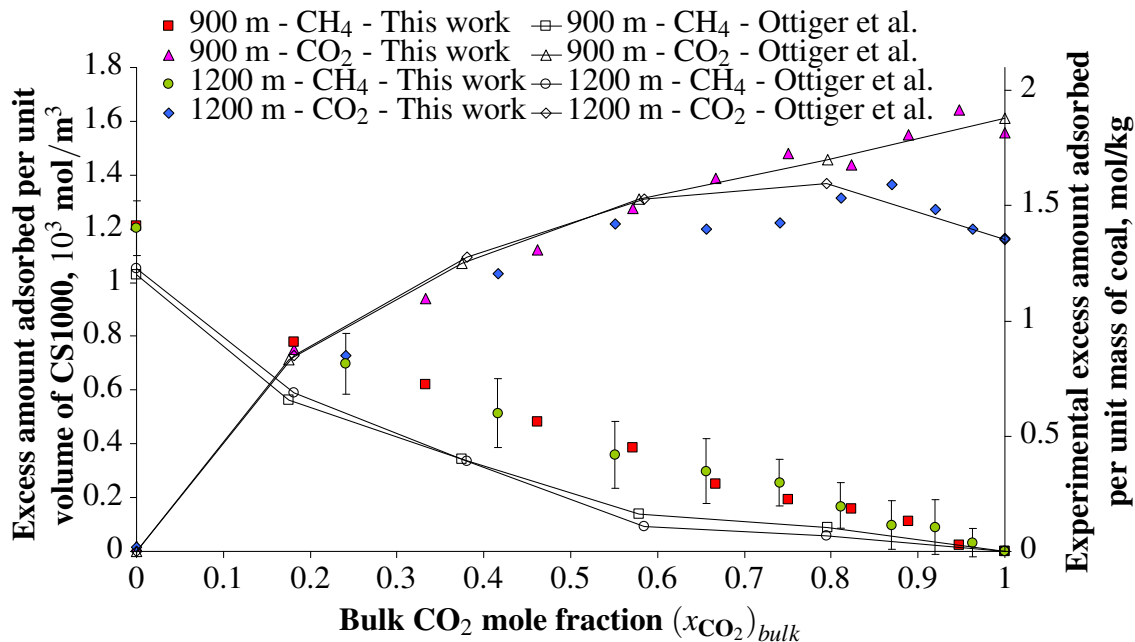 900 m - CH₄ - This work
900 m - CH₄ - Ottiger et al.
900 m - CO₂ - This work
900 m - CO₂ - Ottiger et al.
1200 m - CH₄ - This work
1200 m - CH₄ - Ottiger et al.
1200 m - CO₂ - This work
1200 m - CO₂ - Ottiger et al.
Excess amount adsorbed per unit
volume of CS1000, 10³ mol/m³
1.8
1.6
1.4
1.2
1
0.8
0.6
0.4
0.2
0
0
0.1
0.2
0.3
0.4
0.5
0.6
0.7
0.8
0.9
1
Bulk CO₂ mole fraction (x_CO₂)_bulk
2
1.5
1
0.5
0
Experimental excess amount adsorbed
per unit mass of coal, mol/kg